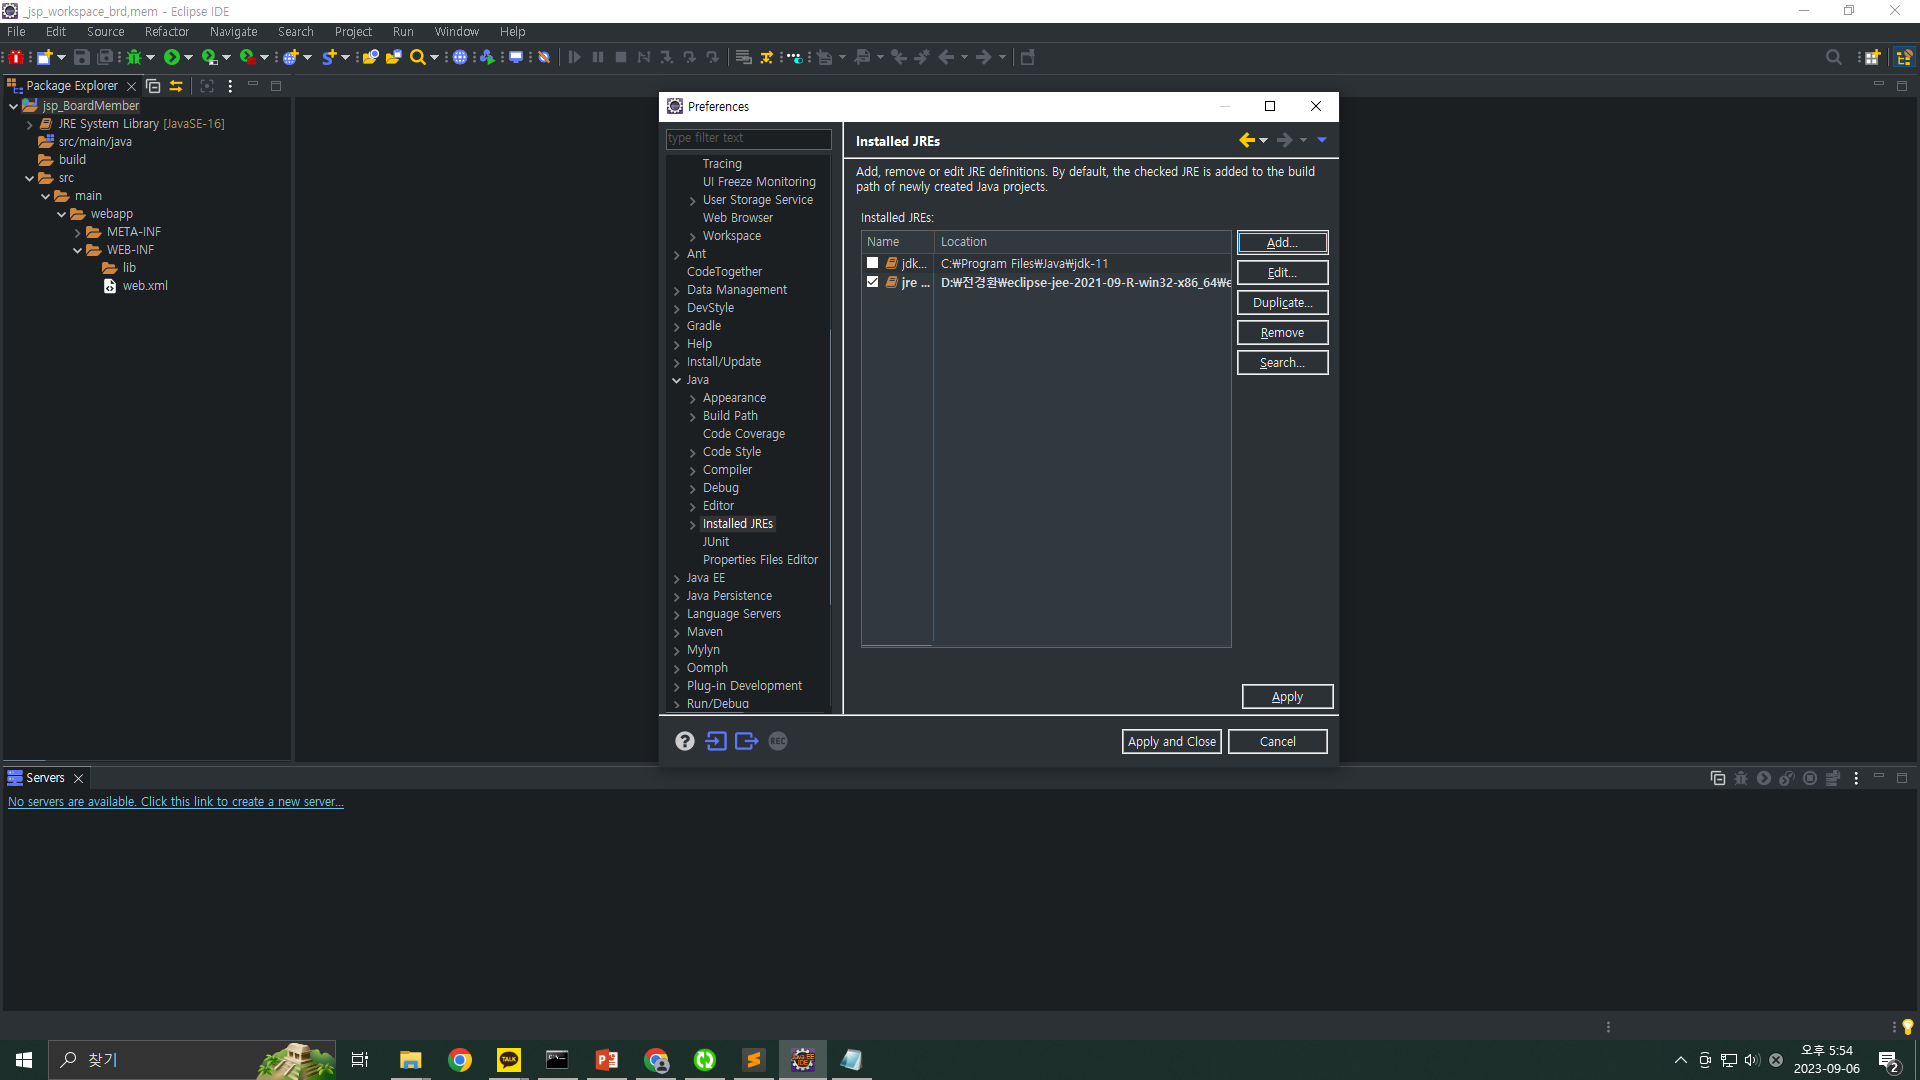 _jsp_workspace_brd,mem - Eclipse IDE
File Edit Source Refactor Navigate Search Project Run Window Help
Package Explorer
jsp_BoardMember
JRE System Library [JavaSE-16]
src/main/java
build
src
main
webapp
META-INF
WEB-INF
lib
web.xml
Preferences
type filter text
Tracing
UI Freeze Monitoring
User Storage Service
Web Browser
Workspace
Ant
CodeTogether
Data Management
DevStyle
Gradle
Help
Install/Update
Java
Appearance
Build Path
Code Coverage
Code Style
Compiler
Debug
Editor
Installed JREs
JUnit
Properties Files Editor
Java EE
Java Persistence
Language Servers
Maven
Mylyn
Oomph
Plug-in Development
Run/Debug
Installed JREs
Add, remove or edit JRE definitions. By default, the checked JRE is added to the build
path of newly created Java projects.
Installed JREs:
Name Location
jdk... C:₩Program Files₩Java₩jdk-11
jre ... D:₩전경환₩eclipse-jee-2021-09-R-win32-x86_64₩e
Add...
Edit...
Duplicate...
Remove
Search...
Apply
REC
Apply and Close Cancel
Servers
No servers are available. Click this link to create a new server...
찾기
TALK
오후 5:54
2023-09-06
2